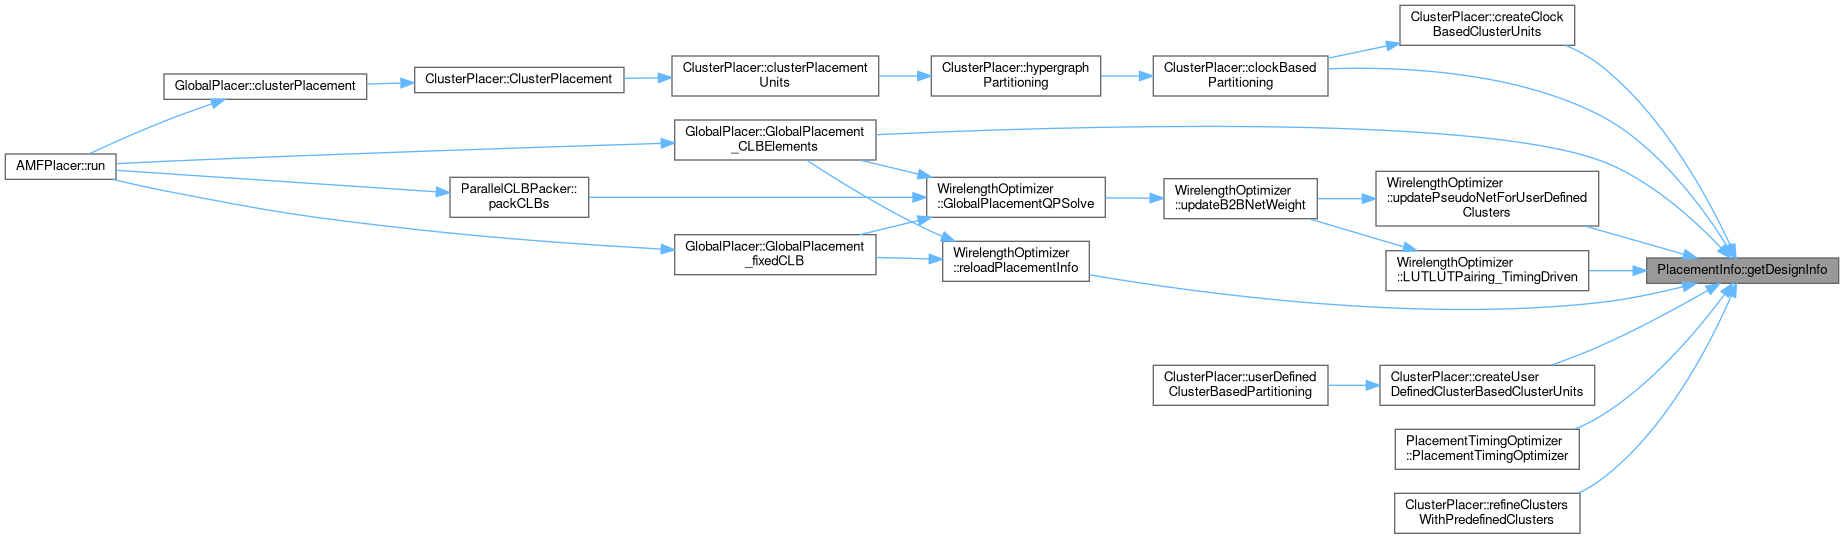 ClusterPlacer::createClock
BasedClusterUnits
ClusterPlacer::clusterPlacement
Units
ClusterPlacer::hypergraph
Partitioning
ClusterPlacer::clockBased
Partitioning
GlobalPlacer::clusterPlacement
ClusterPlacer::ClusterPlacement
GlobalPlacer::GlobalPlacement
_CLBElements
AMFPlacer::run
ParallelCLBPacker::
packCLBs
WirelengthOptimizer
::GlobalPlacementQPSolve
WirelengthOptimizer
::updateB2BNetWeight
WirelengthOptimizer
::updatePseudoNetForUserDefined
Clusters
GlobalPlacer::GlobalPlacement
_fixedCLB
WirelengthOptimizer
::reloadPlacementInfo
WirelengthOptimizer
::LUTLUTPairing_TimingDriven
PlacementInfo::getDesignInfo
ClusterPlacer::userDefined
ClusterBasedPartitioning
ClusterPlacer::createUser
DefinedClusterBasedClusterUnits
PlacementTimingOptimizer
::PlacementTimingOptimizer
ClusterPlacer::refineClusters
WithPredefinedClusters